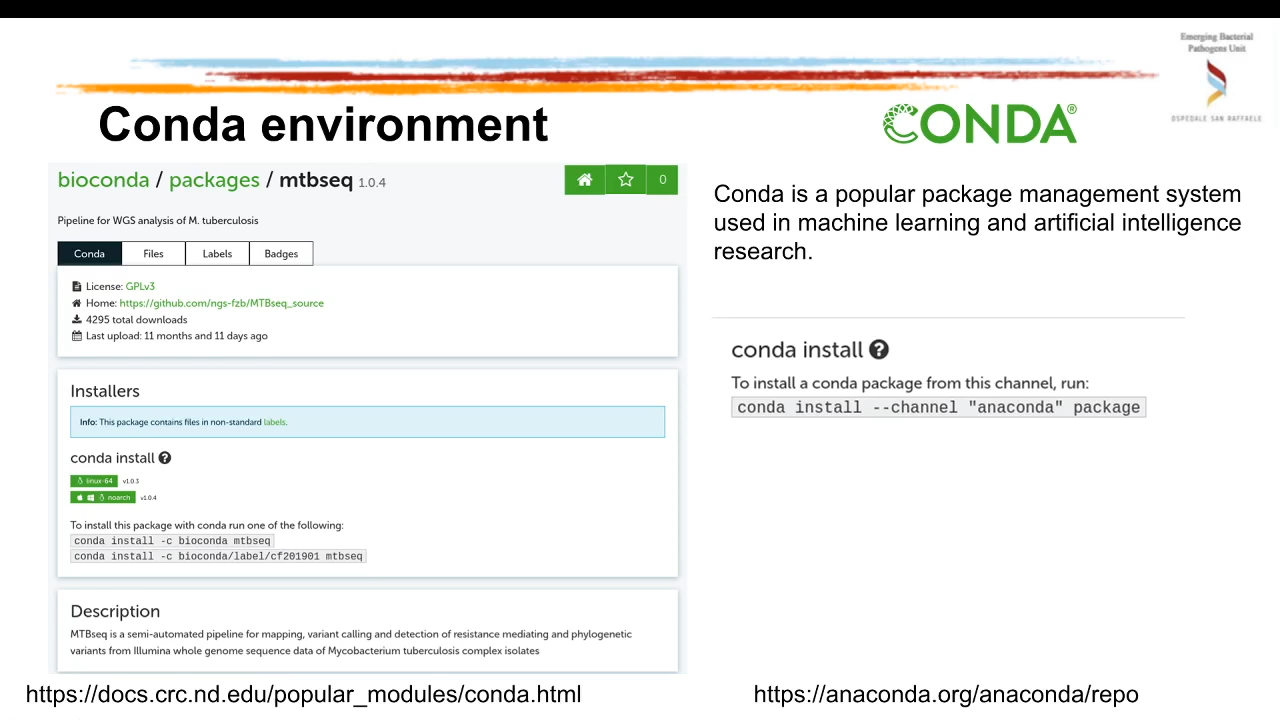 Emerging Bacterial
Pathogens Unit
OSPEDALE SAN RAFFAELE
Conda environment
CONDA®
bioconda / packages / mtbseq 1.0.4
0
Pipeline for WGS analysis of M. tuberculosis
Conda Files Labels Badges
License: GPLv3
Home: https://github.com/ngs-fzb/MTBseq_source
4295 total downloads
Last upload: 11 months and 11 days ago
Installers
Info: This package contains files in non-standard labels.
conda install
linux-64 v1.0.3
noarch v1.0.4
To install this package with conda run one of the following:
conda install -c bioconda mtbseq
conda install -c bioconda/label/cf201901 mtbseq
Description
MTBseq is a semi-automated pipeline for mapping, variant calling and detection of resistance mediating and phylogenetic
variants from Illumina whole genome sequence data of Mycobacterium tuberculosis complex isolates
https://docs.crc.nd.edu/popular_modules/conda.html
Conda is a popular package management system
used in machine learning and artificial intelligence
research.
conda install
To install a conda package from this channel, run:
conda install --channel "anaconda" package
https://anaconda.org/anaconda/repo